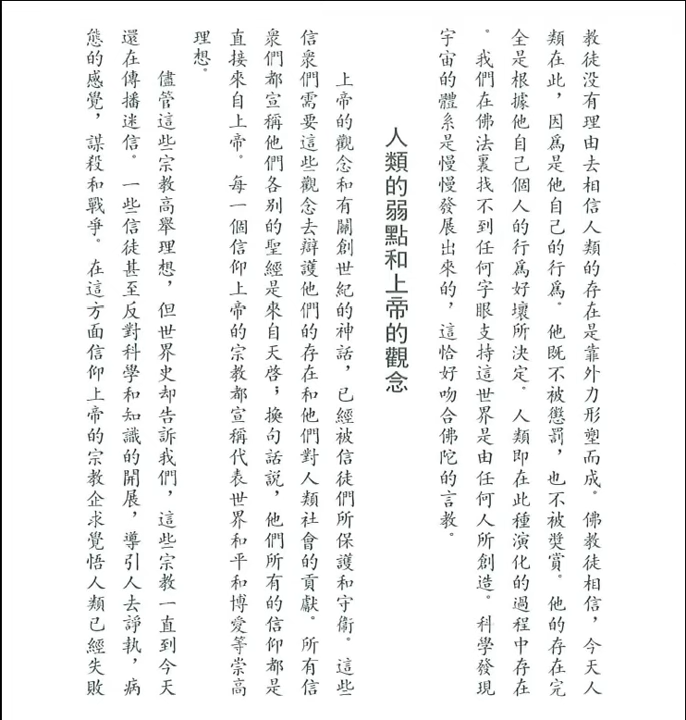 教徒没有理由去相信人類的存在是靠外力形塑而成。佛教徒相信，今天人
類在此，因爲是他自己的行爲。他既不被懲罰，也不被獎賞。他的存在完
全是根據他自己個人的行爲好壞所決定。人類即在此種演化的過程中存在
。我們在佛法裏找不到任何字眼支持這世界是由任何人所創造。科學發現
宇宙的體系是慢慢發展出來的，這恰好吻合佛陀的言教。
人類的弱點和上帝的觀念
上帝的觀念和有關創世紀的神話，已經被信徒們所保護和守衛。這些
信衆們需要這些觀念去辯護他們的存在和他們對人類社會的貢獻。所有信
衆們都宣稱他們各別的聖經是來自天啓；換句話說，他們所有的信仰都是
直接來自上帝。每一個信仰上帝的宗教都宣稱代表世界和平和博愛等崇高
理想。
儘管這些宗教高舉理想，但世界史却告訴我們，這些宗教一直到今天
還在傳播迷信。一些信徒甚至反對科學和知識的開展，導引人去諍執，病
態的感覺，謀殺和戰爭。在這方面信仰上帝的宗教企求覺悟人類已經失敗